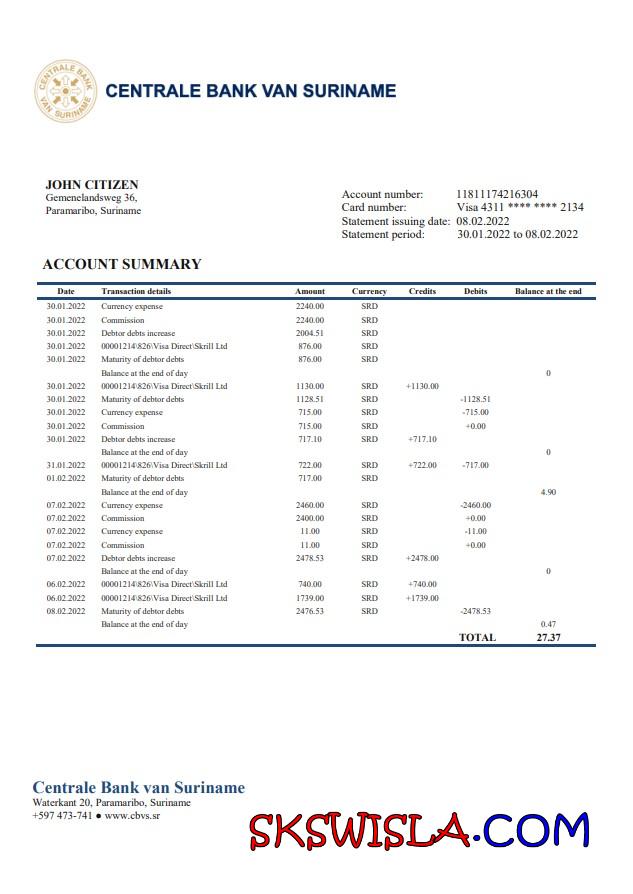 CENTRALE BANK VAN SURINAME
CENTRALE BANK VAN SURINAME
JOHN CITIZEN
Gemenelandsweg 36,
Paramaribo, Suriname
Account number: 11811174216304
Card number: Visa 4311 **** **** 2134
Statement issuing date: 08.02.2022
Statement period: 30.01.2022 to 08.02.2022
ACCOUNT SUMMARY
Date Transaction details Amount Currency Credits Debits Balance at the end
30.01.2022 Currency expense 2240.00 SRD
30.01.2022 Commission 2240.00 SRD
30.01.2022 Debtor debts increase 2004.51 SRD
30.01.2022 00001214\826\Visa Direct\Skrill Ltd 876.00 SRD
30.01.2022 Maturity of debtor debts 876.00 SRD
Balance at the end of day 0
30.01.2022 00001214\826\Visa Direct\Skrill Ltd 1130.00 SRD +1130.00
30.01.2022 Maturity of debtor debts 1128.51 SRD -1128.51
30.01.2022 Currency expense 715.00 SRD -715.00
30.01.2022 Commission 715.00 SRD +0.00
30.01.2022 Debtor debts increase 717.10 SRD +717.10
Balance at the end of day 0
31.01.2022 00001214\826\Visa Direct\Skrill Ltd 722.00 SRD +722.00 -717.00
01.02.2022 Maturity of debtor debts 717.00 SRD
Balance at the end of day 4.90
07.02.2022 Currency expense 2460.00 SRD -2460.00
07.02.2022 Commission 2400.00 SRD +0.00
07.02.2022 Currency expense 11.00 SRD -11.00
07.02.2022 Commission 11.00 SRD +0.00
07.02.2022 Debtor debts increase 2478.53 SRD +2478.00
Balance at the end of day 0
06.02.2022 00001214\826\Visa Direct\Skrill Ltd 740.00 SRD +740.00
06.02.2022 00001214\826\Visa Direct\Skrill Ltd 1739.00 SRD +1739.00
08.02.2022 Maturity of debtor debts 2476.53 SRD -2478.53
Balance at the end of day 0.47
TOTAL 27.37
Centrale Bank van Suriname
Waterkant 20, Paramaribo, Suriname
+597 473-741 ● www.cbvs.sr
SKSWISLA.COM